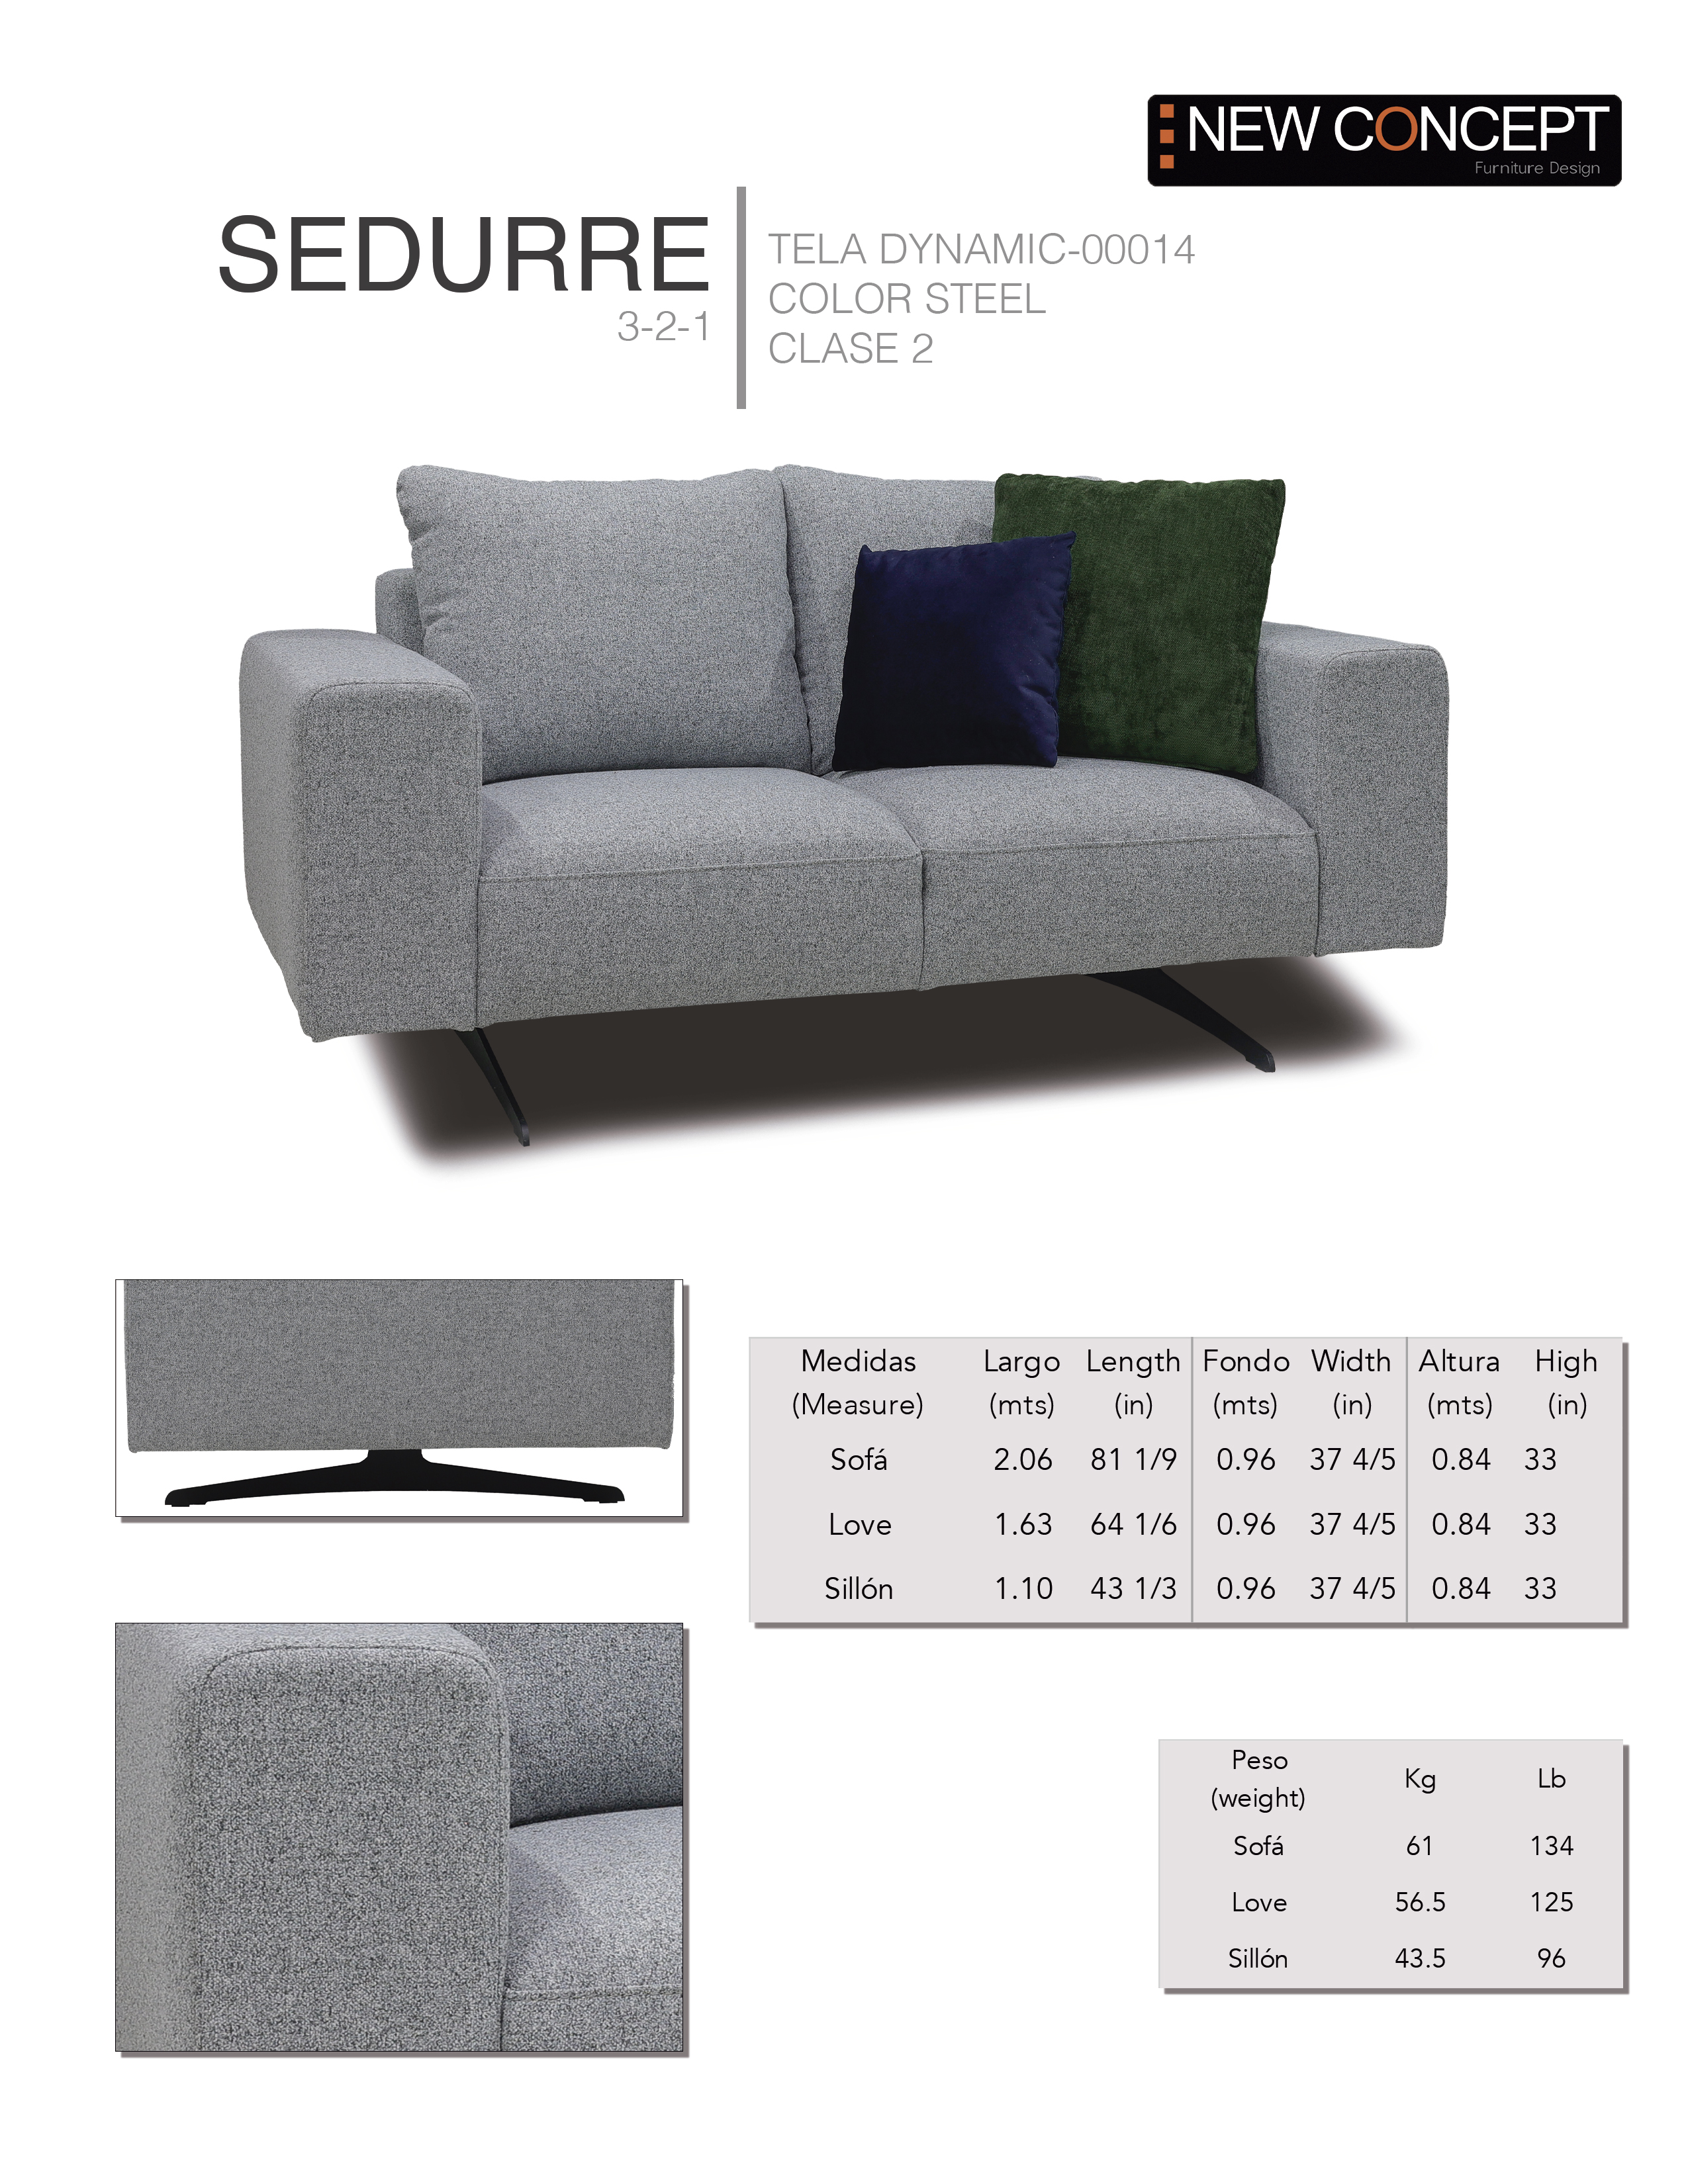 NEW CONCEPT
Furniture Design
SEDURRE
3-2-1
TELA DYNAMIC-00014
COLOR STEEL
CLASE 2
Medidas Largo Length Fondo Width Altura High
(Measure) (mts) (in) (mts) (in) (mts) (in)
Sofá 2.06 81 1/9 0.96 37 4/5 0.84 33
Love 1.63 64 1/6 0.96 37 4/5 0.84 33
Sillón 1.10 43 1/3 0.96 37 4/5 0.84 33
Peso
(weight) Kg Lb
Sofá 61 134
Love 56.5 125
Sillón 43.5 96